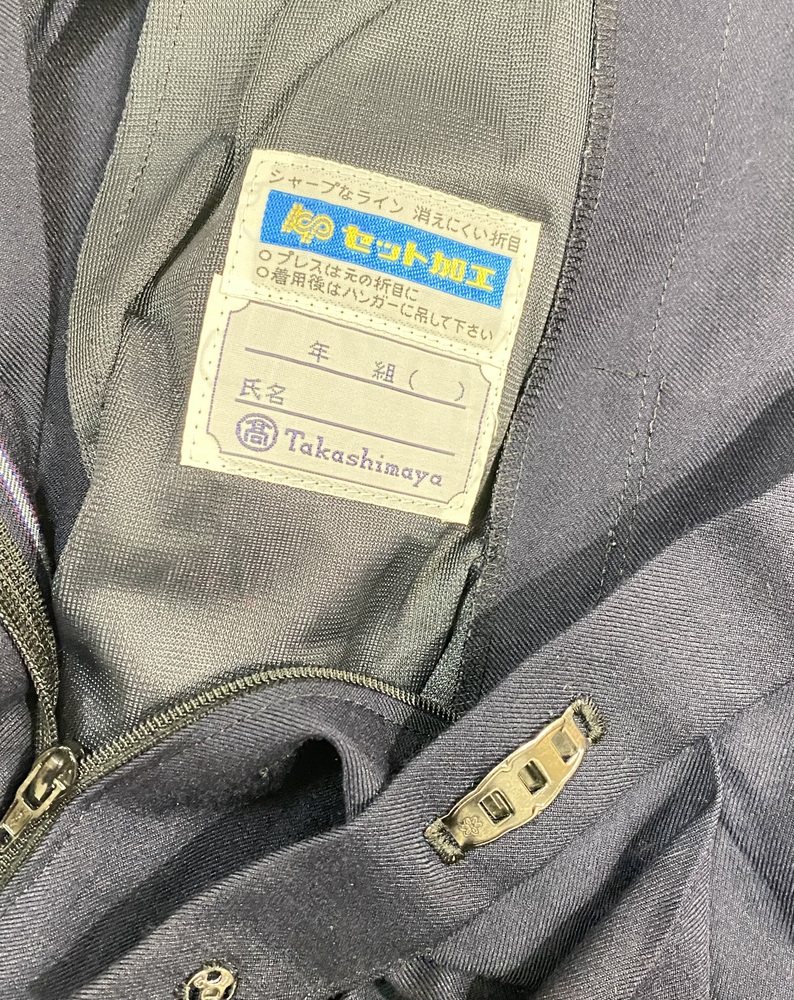 シャープなライン 消えにくい折目
セット加工
○プレスは元の折目に
○着用後はハンガーに吊して下さい
年 組( )
氏名
髙 Takashimaya